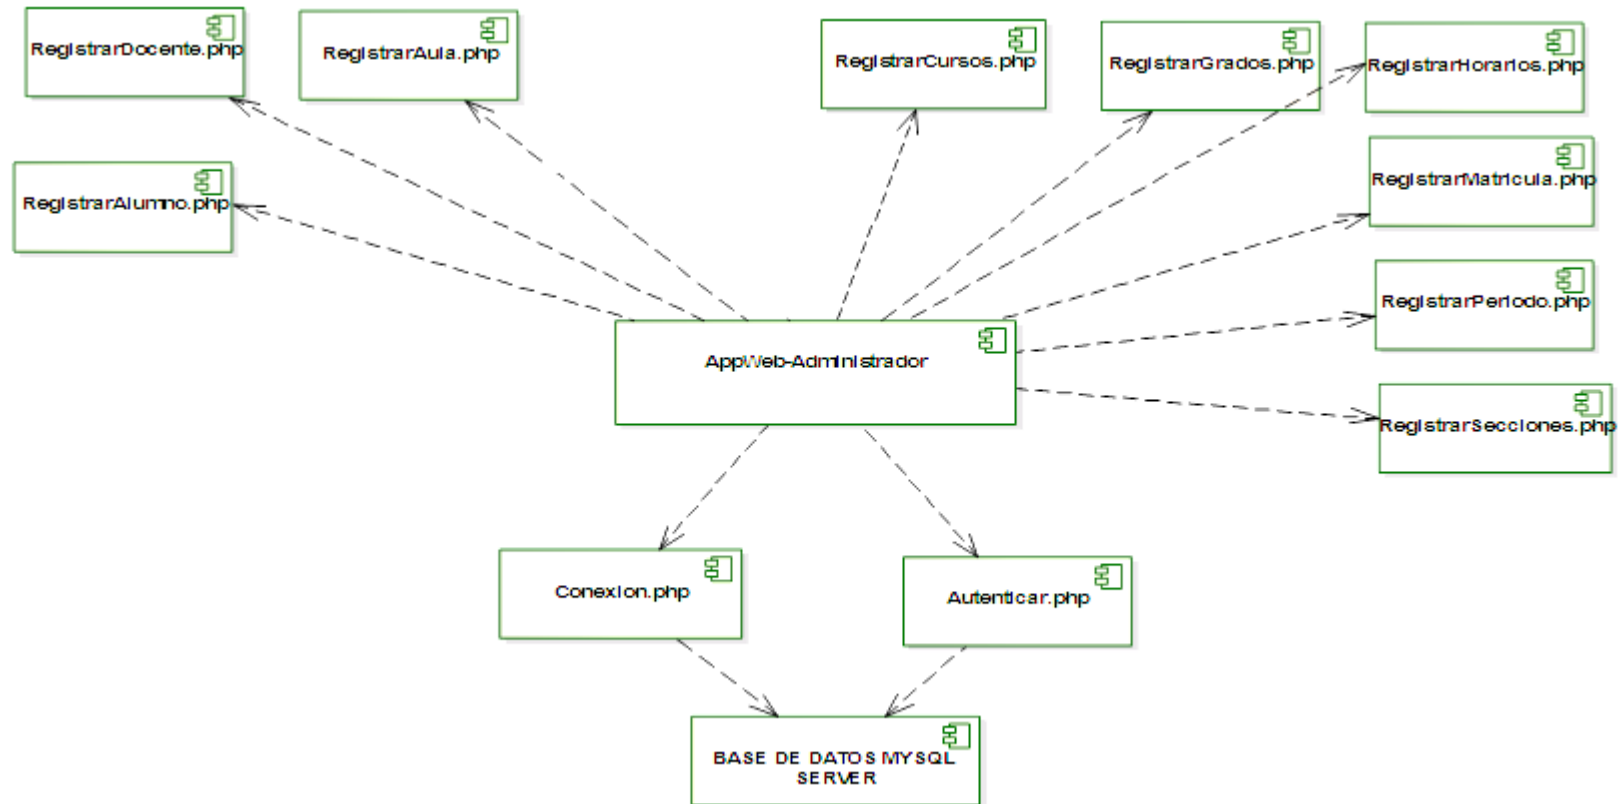 RegistrarDocente.php
RegistrarAula.php
RegistrarCursos.php
RegistrarGrados.php
RegistrarHorarios.php
RegistrarAlumno.php
RegistrarMatricula.php
RegistrarPeriodo.php
AppWeb-Administrador
RegistrarSecciones.php
Conexion.php
Autenticar.php
BASE DE DATOS MYSQL
SERVER